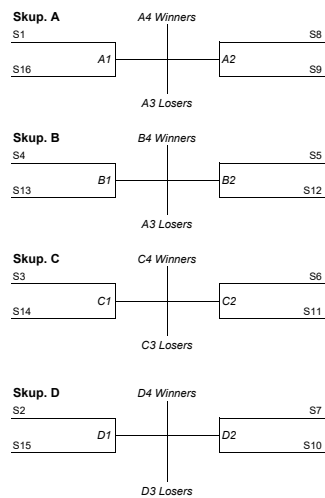 Skup. A
A4 Winners
S1
S8
A1
A2
S16
S9
A3 Losers
Skup. B
B4 Winners
S4
S5
B1
B2
S13
S12
A3 Losers
Skup. C
C4 Winners
S3
S6
C1
C2
S14
S11
C3 Losers
Skup. D
D4 Winners
S2
S7
D1
D2
S15
S10
D3 Losers